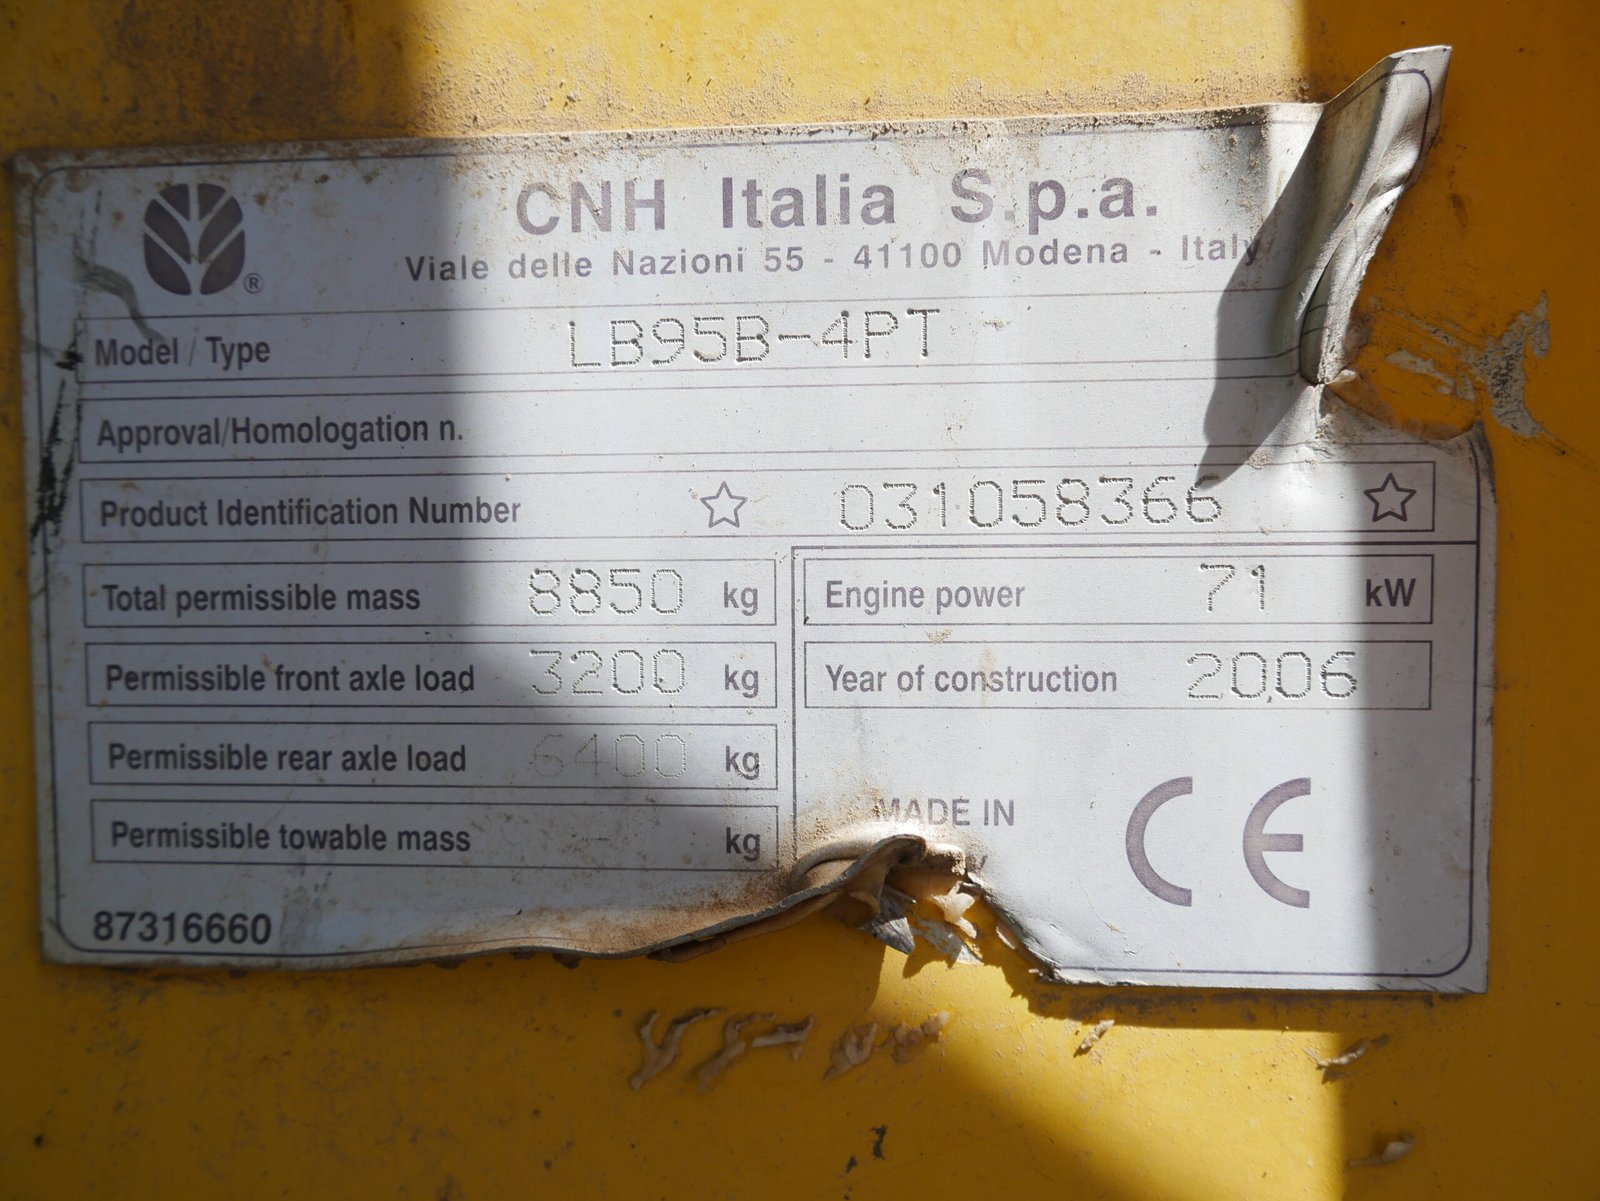 CNH Italia S.p.a.
Viale delle Nazioni 55 - 41100 Modena - Italy
Model / Type LB95B-4PT
Approval/Homologation n.
Product Identification Number ☆ 031058366 ☆
Total permissible mass 8850 kg
Engine power 71 kW
Permissible front axle load 3200 kg
Year of construction 2006
Permissible rear axle load 6400 kg
Permissible towable mass kg
MADE IN
CE
87316660